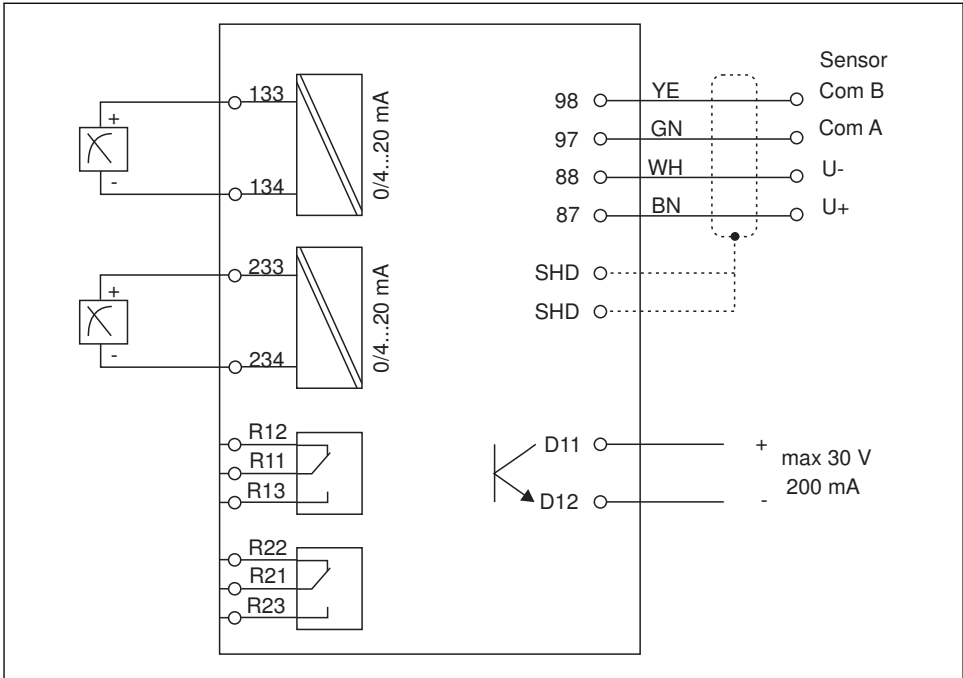 133
+
-
134
0/4...20 mA
233
+
-
234
0/4...20 mA
R12
R11
R13
R22
R21
R23
Sensor
98 YE Com B
97 GN Com A
88 WH U-
87 BN U+
SHD
SHD
D11 +
max 30 V
200 mA
D12 -